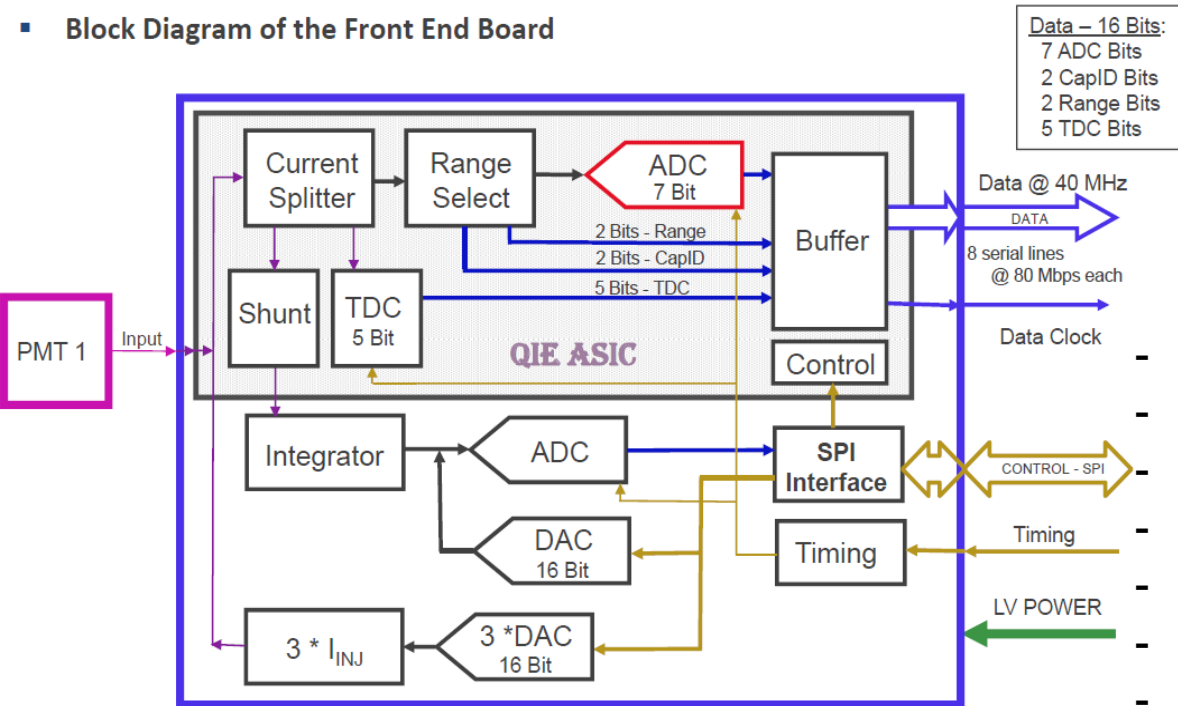 ▪ Block Diagram of the Front End Board
Data – 16 Bits:
7 ADC Bits
2 CapID Bits
2 Range Bits
5 TDC Bits
Current
Splitter
Range
Select
ADC
7 Bit
Buffer
Data @ 40 MHz
DATA
8 serial lines
@ 80 Mbps each
Data Clock
2 Bits - Range
2 Bits - CapID
5 Bits - TDC
Shunt
TDC
5 Bit
QIE ASIC
Control
PMT 1
Input
Integrator
ADC
SPI
Interface
CONTROL - SPI
DAC
16 Bit
Timing
Timing
LV POWER
3 * I_INJ
3 *DAC
16 Bit